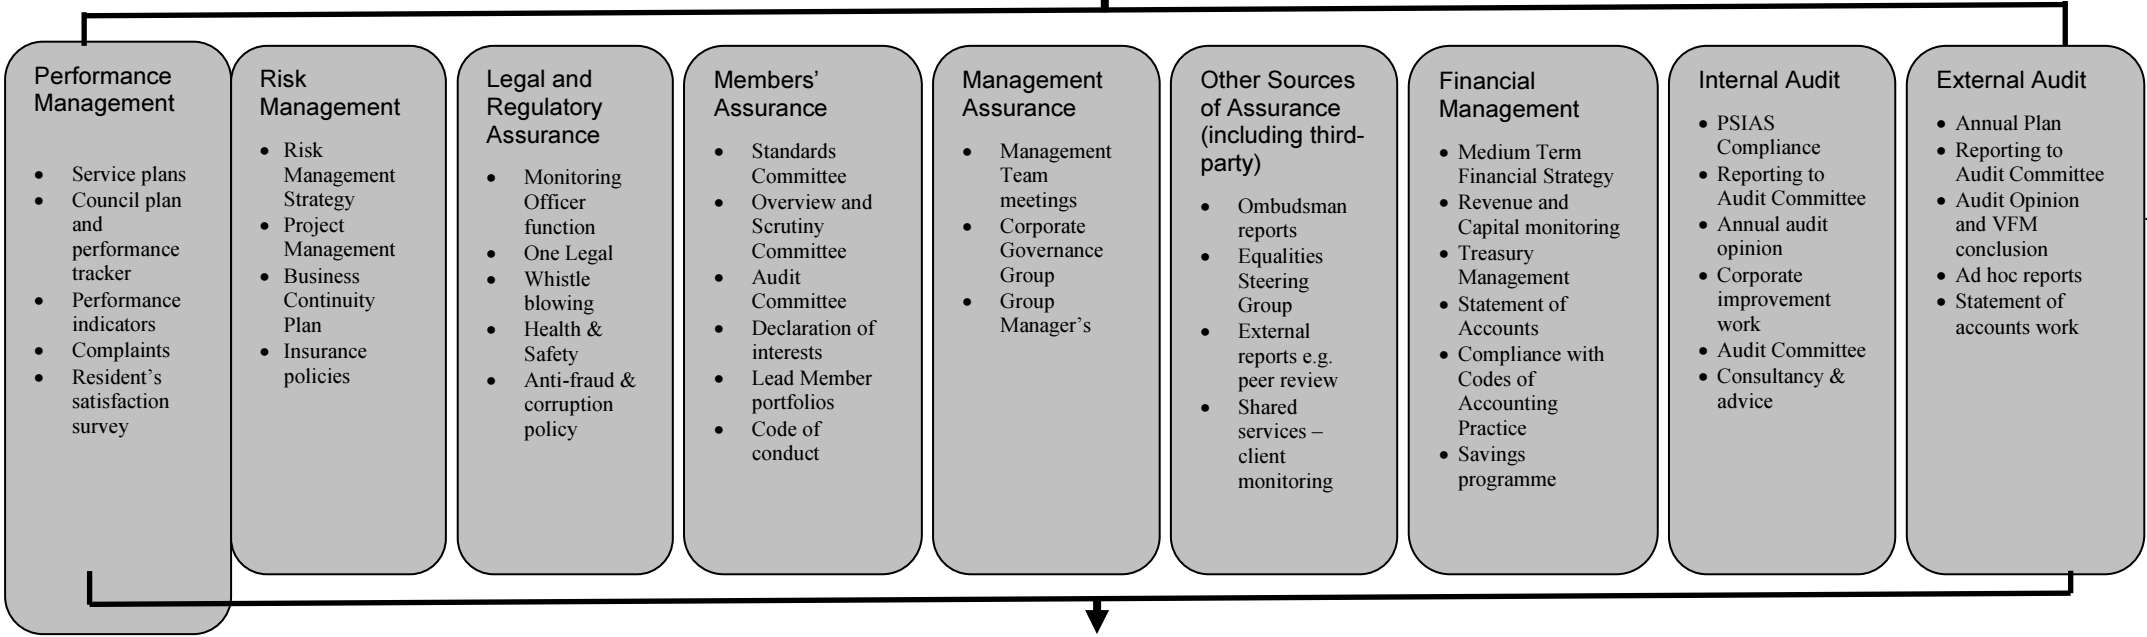 Performance
Management
• Service plans
• Council plan
and
performance
tracker
• Performance
indicators
• Complaints
• Resident's
satisfaction
survey
Risk
Management
• Risk
Management
Strategy
• Project
Management
• Business
Continuity
Plan
• Insurance
policies
Legal and
Regulatory
Assurance
• Monitoring
Officer
function
• One Legal
• Whistle
blowing
• Health &
Safety
• Anti-fraud &
corruption
policy
Members'
Assurance
• Standards
Committee
• Overview and
Scrutiny
Committee
• Audit
Committee
• Declaration of
interests
• Lead Member
portfolios
• Code of
conduct
Management
Assurance
• Management
Team
meetings
• Corporate
Governance
Group
• Group
Manager's
Other Sources
of Assurance
(including third-
party)
• Ombudsman
reports
• Equalities
Steering
Group
• External
reports e.g.
peer review
• Shared
services –
client
monitoring
Financial
Management
• Medium Term
Financial Strategy
• Revenue and
Capital monitoring
• Treasury
Management
• Statement of
Accounts
• Compliance with
Codes of
Accounting
Practice
• Savings
programme
Internal Audit
• PSIAS
Compliance
• Reporting to
Audit Committee
• Annual audit
opinion
• Corporate
improvement
work
• Audit Committee
• Consultancy &
advice
External Audit
• Annual Plan
• Reporting to
Audit Committee
• Audit Opinion
and VFM
conclusion
• Ad hoc reports
• Statement of
accounts work